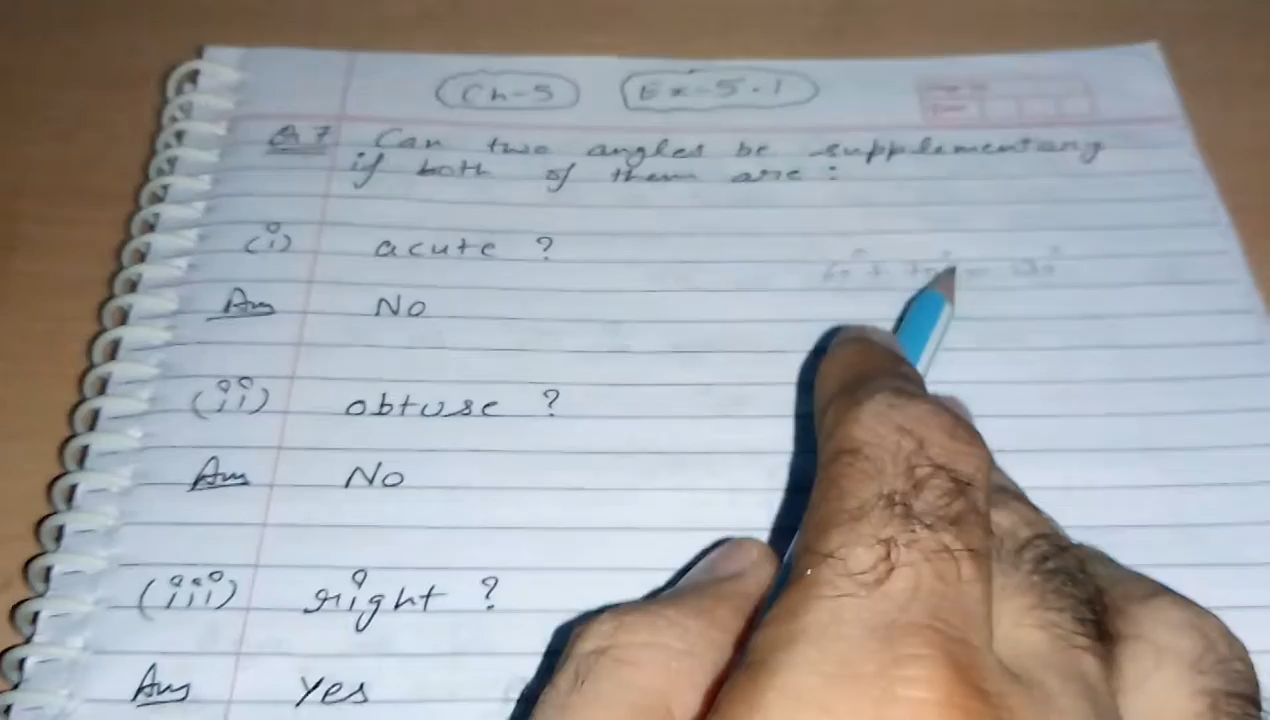 Ch-5 Ex-5.1
Q7 Can two angles be supplementary
if both of them are:
(i) acute ?
Ans No
(ii) obtuse ?
Ans No
(iii) right ?
Ans Yes